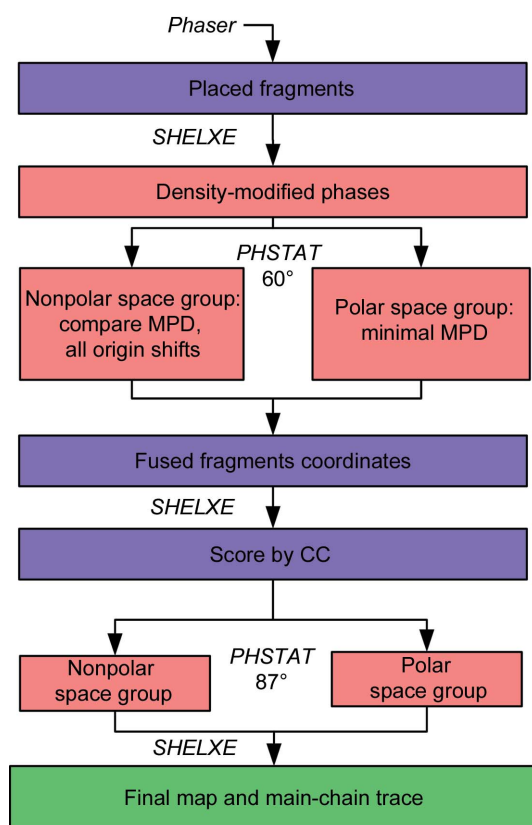 Phaser
Placed fragments
SHELXE
Density-modified phases
PHSTAT
60°
Nonpolar space group:
compare MPD,
all origin shifts
Polar space group:
minimal MPD
Fused fragments coordinates
SHELXE
Score by CC
PHSTAT
87°
Nonpolar
space group
Polar
space group
SHELXE
Final map and main-chain trace